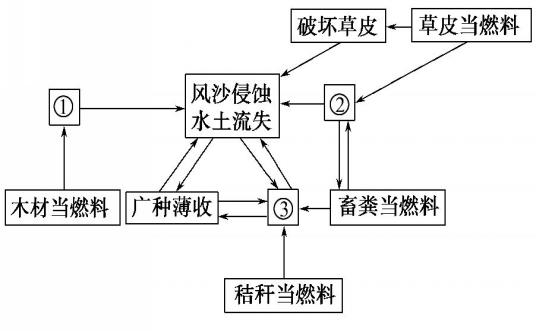 破坏草皮
草皮当燃料
风沙侵蚀
水土流失
①
②
木材当燃料
广种薄收
③
畜粪当燃料
秸秆当燃料